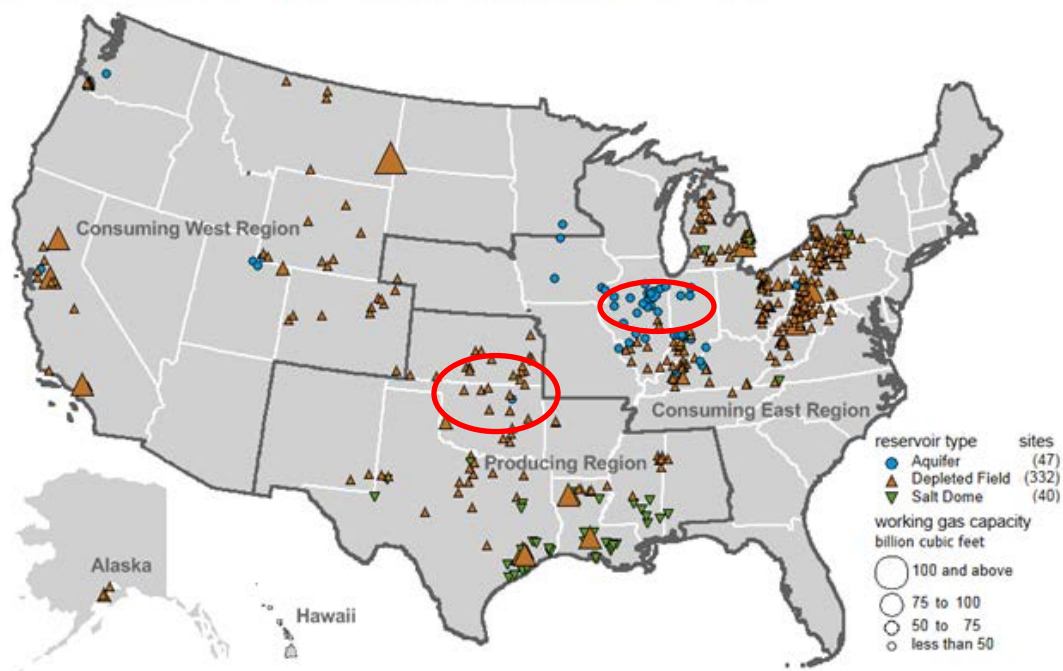 Consuming West Region
Consuming East Region
Producing Region
Alaska
Hawaii
reservoir type sites
Aquifer (47)
Depleted Field (332)
Salt Dome (40)
working gas capacity
billion cubic feet
100 and above
75 to 100
50 to 75
less than 50